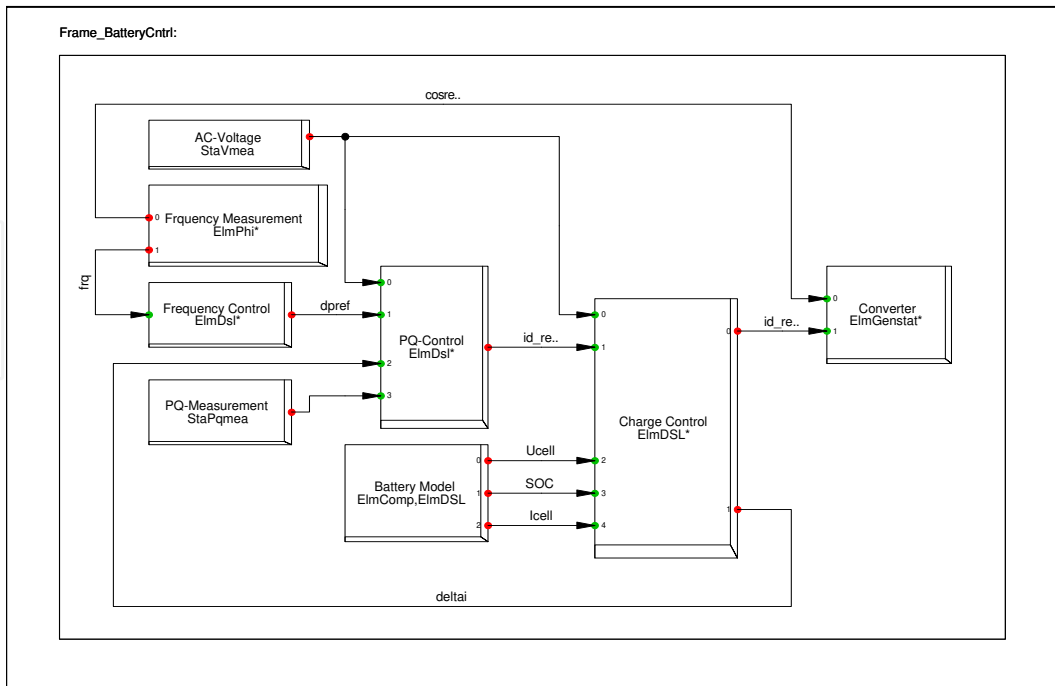 Frame_BatteryCntrl:
cosre..
AC-Voltage
StaVmea
0
Frquency Measurement
ElmPhi*
1
frq
Frequency Control
ElmDsl*
dpref
0
1
2
3
PQ-Control
ElmDsl*
id_re..
PQ-Measurement
StaPqmea
Battery Model
ElmComp,ElmDSL
0
1
2
Ucell
SOC
Icell
0
1
2
3
4
Charge Control
ElmDSL*
0
1
id_re..
0
1
Converter
ElmGenstat*
deltai